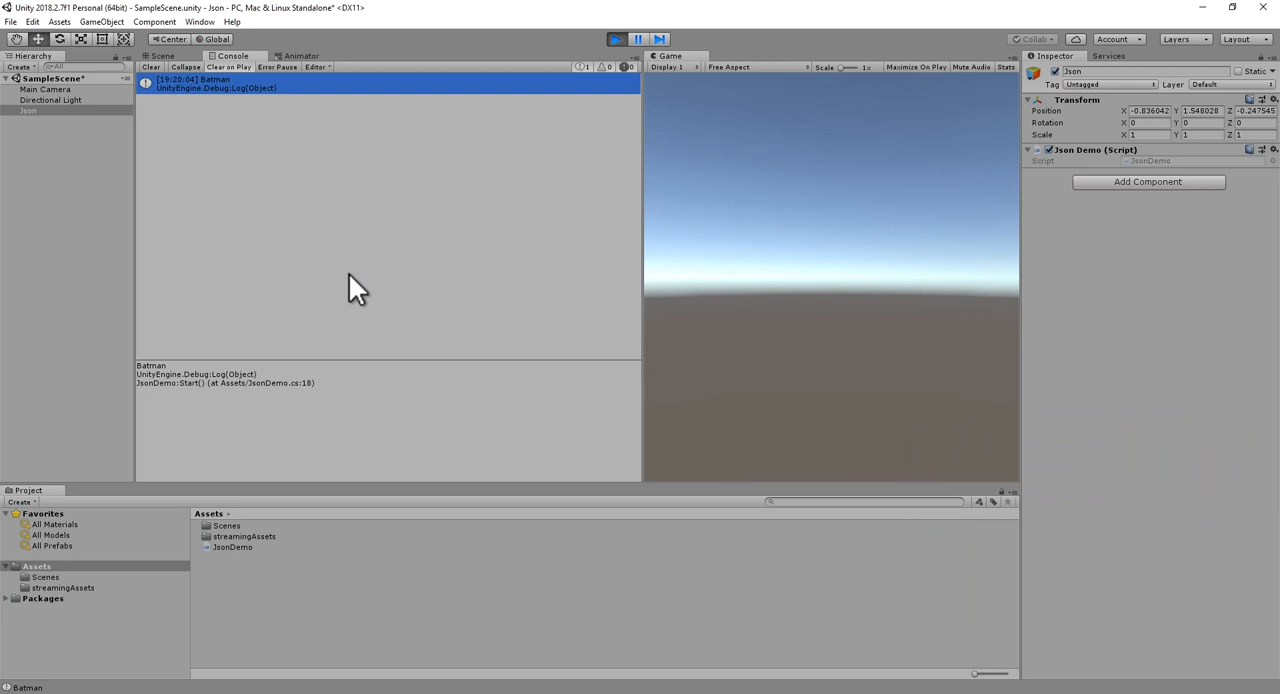 Unity 2018.2.7f1 Personal (64bit) - SampleScene.unity - Json - PC, Mac & Linux Standalone* <DX11>
File Edit Assets GameObject Component Window Help
Center Global
Collab Account Layers Layout
Hierarchy
Create All
SampleScene*
Main Camera
Directional Light
Json
Scene Console Animator
Clear Collapse Clear on Play Error Pause Editor 1 0 0
[19:20:04] Batman
UnityEngine.Debug:Log(Object)
Batman
UnityEngine.Debug:Log(Object)
JsonDemo:Start() (at Assets/JsonDemo.cs:18)
Game
Display 1 Free Aspect Scale 1x Maximize On Play Mute Audio Stats
Inspector Services
Json Static
Tag Untagged Layer Default
Transform
Position X -0.836042 Y 1.548028 Z -0.247545
Rotation X 0 Y 0 Z 0
Scale X 1 Y 1 Z 1
Json Demo (Script)
Script JsonDemo
Add Component
Project
Create
Favorites
All Materials
All Models
All Prefabs
Assets
Scenes
streamingAssets
Packages
Assets
Scenes
streamingAssets
JsonDemo
Batman